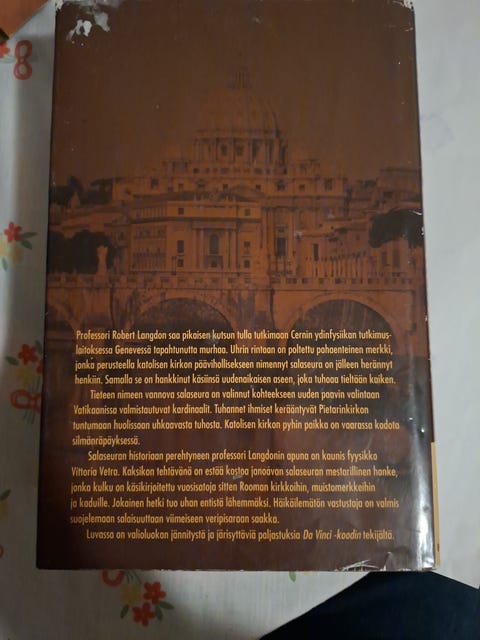 Professori Robert Langdon saa pikaisen kutsun tulla tutkimaan Cernin ydinfysiikan tutkimus-
laitoksessa Genevessä tapahtunutta murhaa. Uhrin rintaan on poltettu pahaenteinen merkki,
jonka perusteella katolisen kirkon päävihollisekseen nimennyt salaseura on jälleen herännyt
henkiin. Samalla se on hankkinut käsiinsä uudenaikaisen aseen, joka tuhoaa tieltään kaiken.
Tieteen nimeen vannova salaseura on valinnut kohteekseen uuden paavin valintaan
Vatikaanissa valmistautuvat kardinaalit. Tuhannet ihmiset kerääntyvät Pietarinkirkon
tuntumaan huolissaan uhkaavasta tuhosta. Katolisen kirkon pyhin paikka on vaarassa kadota
silmänräpäyksessä.
Salaseuran historiaan perehtyneen professori Langdonin apuna on kaunis fyysikko
Vittoria Vetra. Kaksikon tehtävänä on estää kostoa janoavan salaseuran mestarillinen hanke,
jonka kulku on käsikirjoitettu vuosisatoja sitten Rooman kirkkoihin, muistomerkkeihin
ja kaduille. Jokainen hetki tuo uhan entistä lähemmäksi. Häikäilemätön vastustaja on valmis
suojelemaan salaisuuttaan viimeiseen veripisaraan saakka.
Luvassa on valioluokan jännitystä ja järisyttäviä paljastuksia Da Vinci -koodin tekijältä.